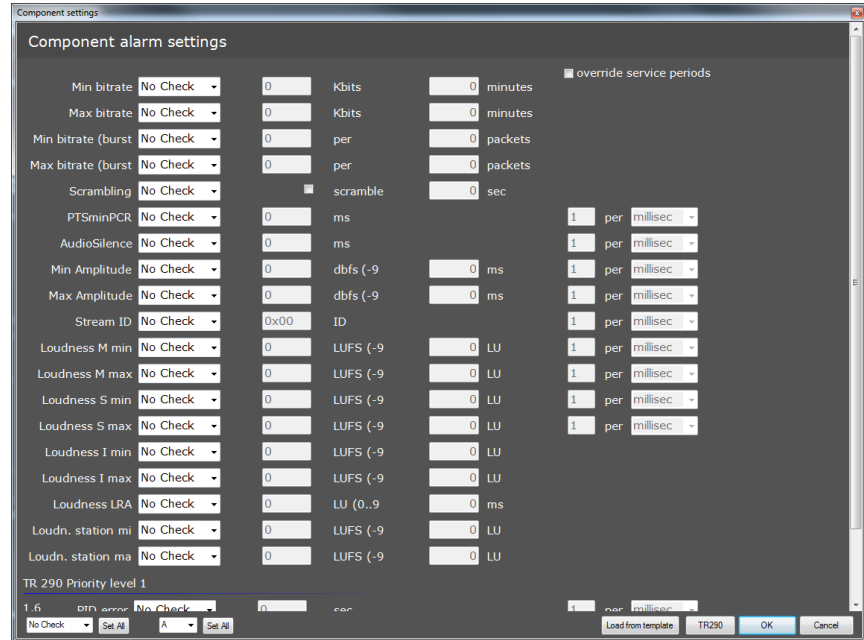 Component settings
Component alarm settings
override service periods
Min bitrate No Check 0 Kbits 0 minutes
Max bitrate No Check 0 Kbits 0 minutes
Min bitrate (burst No Check 0 per 0 packets
Max bitrate (burst No Check 0 per 0 packets
Scrambling No Check scramble 0 sec
PTSminPCR No Check 0 ms 1 per millisec
AudioSilence No Check 0 ms 1 per millisec
Min Amplitude No Check 0 dbfs (-9 0 ms 1 per millisec
Max Amplitude No Check 0 dbfs (-9 0 ms 1 per millisec
Stream ID No Check 0x00 ID 1 per millisec
Loudness M min No Check 0 LUFS (-9 0 LU 1 per millisec
Loudness M max No Check 0 LUFS (-9 0 LU 1 per millisec
Loudness S min No Check 0 LUFS (-9 0 LU 1 per millisec
Loudness S max No Check 0 LUFS (-9 0 LU 1 per millisec
Loudness I min No Check 0 LUFS (-9 0 LU
Loudness I max No Check 0 LUFS (-9 0 LU
Loudness LRA No Check 0 LU (0..9 0 ms
Loudn. station mi No Check 0 LUFS (-9 0 LU
Loudn. station ma No Check 0 LUFS (-9 0 LU
TR 290 Priority level 1
1.6 PID error No Check 0 sec 1 per millisec
No Check Set All A Set All Load from template TR290 OK Cancel